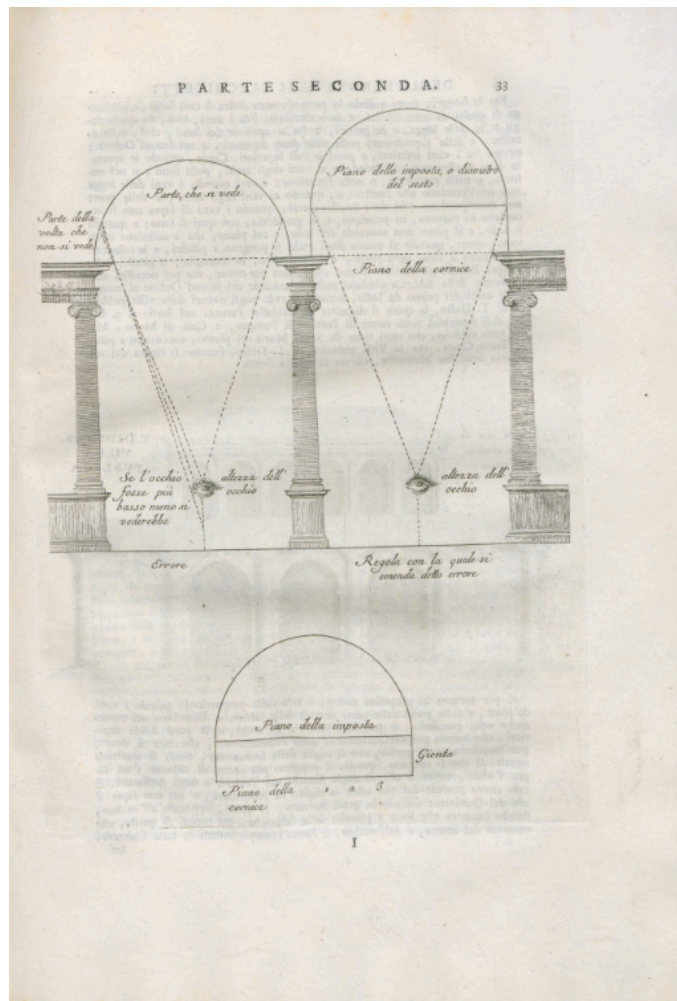 PARTE SECONDA.
33
Parte, che si vede
Piano della imposta, o diametro
del sesto
Parte della
volta che
non si vede
Piano della cornice
Se l'occhio
fosse più
basso meno si
vederebbe
altezza dell'
occhio
altezza dell'
occhio
Errore
Regola con la quale si
emenda detto errore
Piano della imposta
Gionta
Piano della
cornice
1 2 3
I